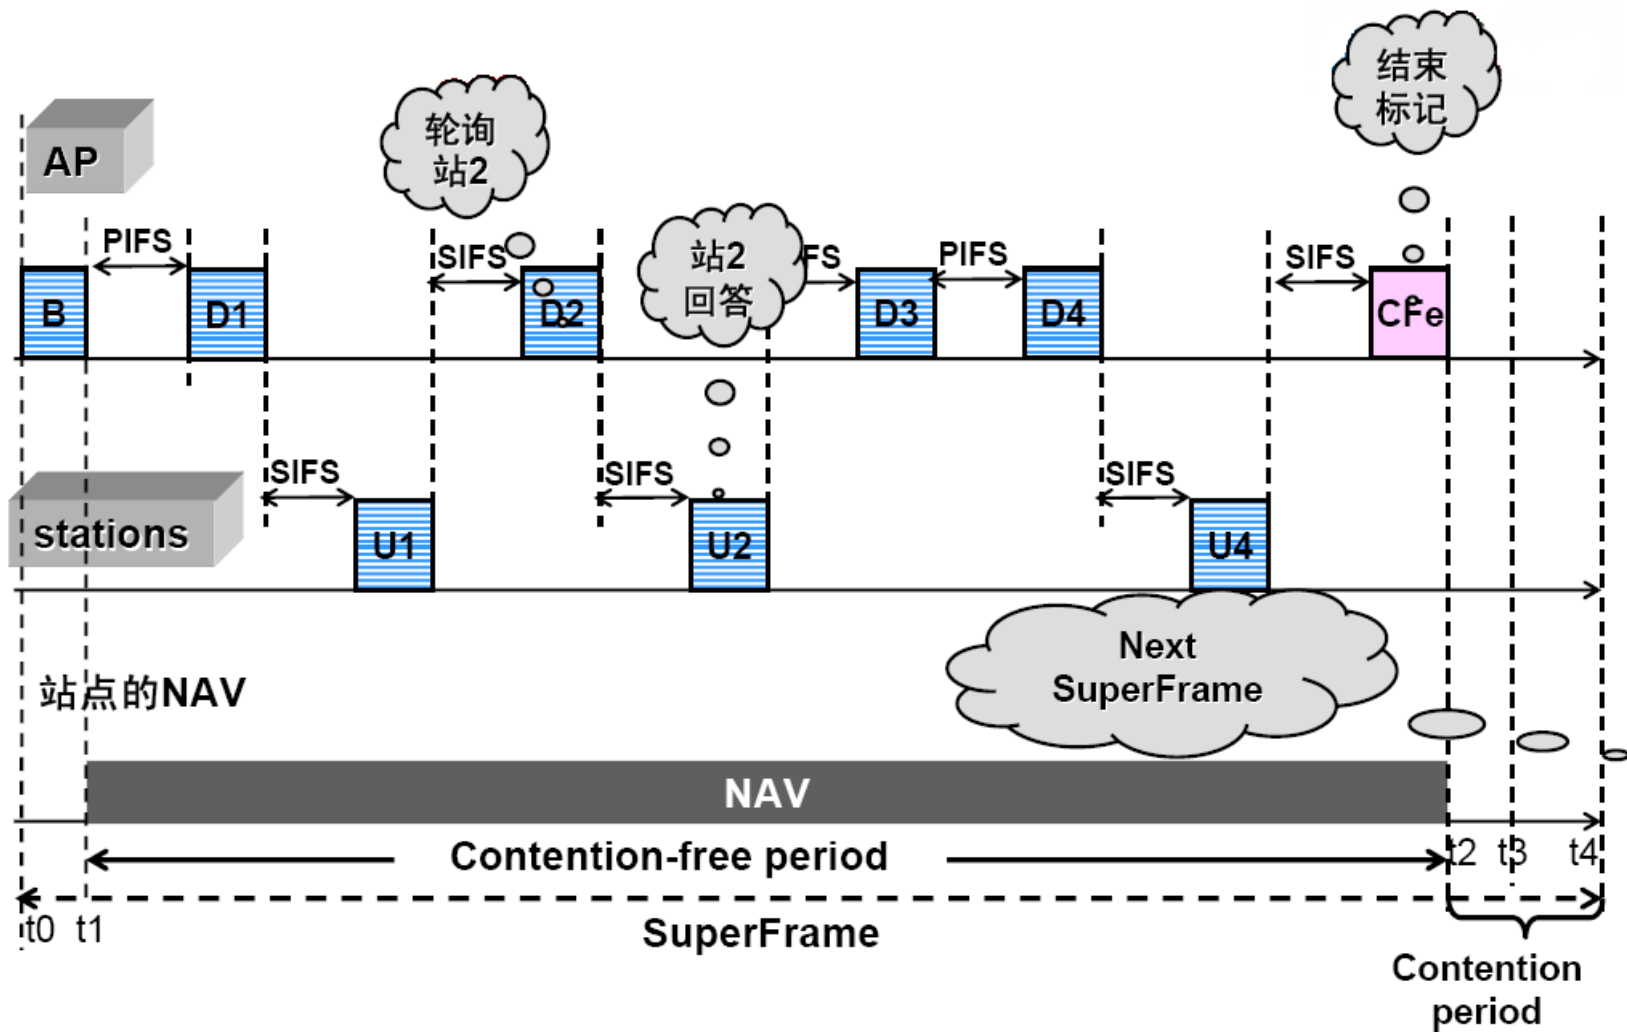 结束
标记
轮询
站2
AP
PIFS
SIFS
站2
回答
FS
PIFS
SIFS
B
D1
D2
D3
D4
CFe
SIFS
SIFS
SIFS
stations
U1
U2
U4
Next
SuperFrame
站点的NAV
NAV
Contention-free period
t2
t3
t4
t0
t1
SuperFrame
Contention
period